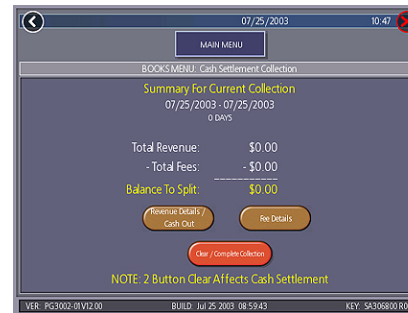 07/25/2003 10:47
MAIN MENU
BOOKS MENU: Cash Settlement Collection
Summary For Current Collection
07/25/2003 - 07/25/2003
0 DAYS
Total Revenue: $0.00
- Total Fees: - $0.00
Balance To Split: $0.00
Revenue Details / Cash Out
Fee Details
Clear / Complete Collection
NOTE: 2 Button Clear Affects Cash Settlement
VER: PG3002-01V12.00 BUILD: Jul 25 2003 08:59:43 KEY: SA306800 R0